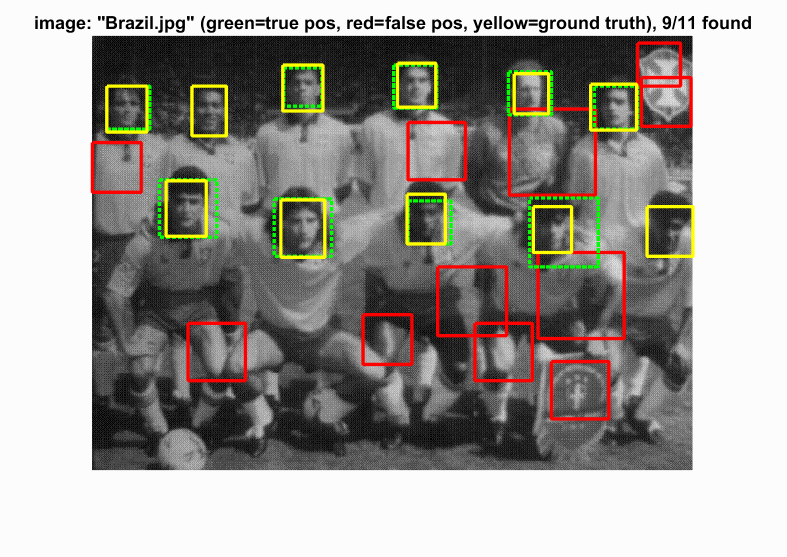 image: "Brazil.jpg" (green=true pos, red=false pos, yellow=ground truth), 9/11 found